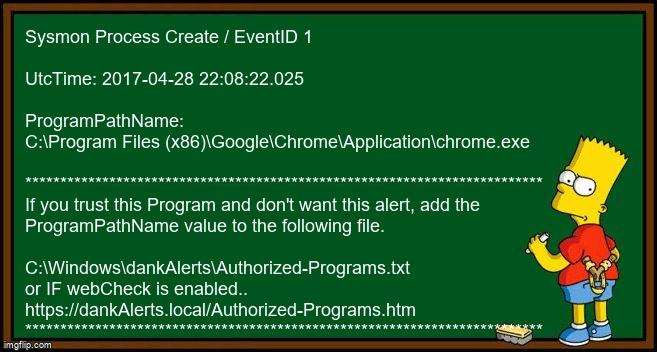 Sysmon Process Create / EventID 1
UtcTime: 2017-04-28 22:08:22.025
ProgramPathName:
C:\Program Files (x86)\Google\Chrome\Application\chrome.exe
**************************************************************************
If you trust this Program and don't want this alert, add the
ProgramPathName value to the following file.
C:\Windows\dankAlerts\Authorized-Programs.txt
or IF webCheck is enabled..
https://dankAlerts.local/Authorized-Programs.htm
**************************************************************************
imgflip.com